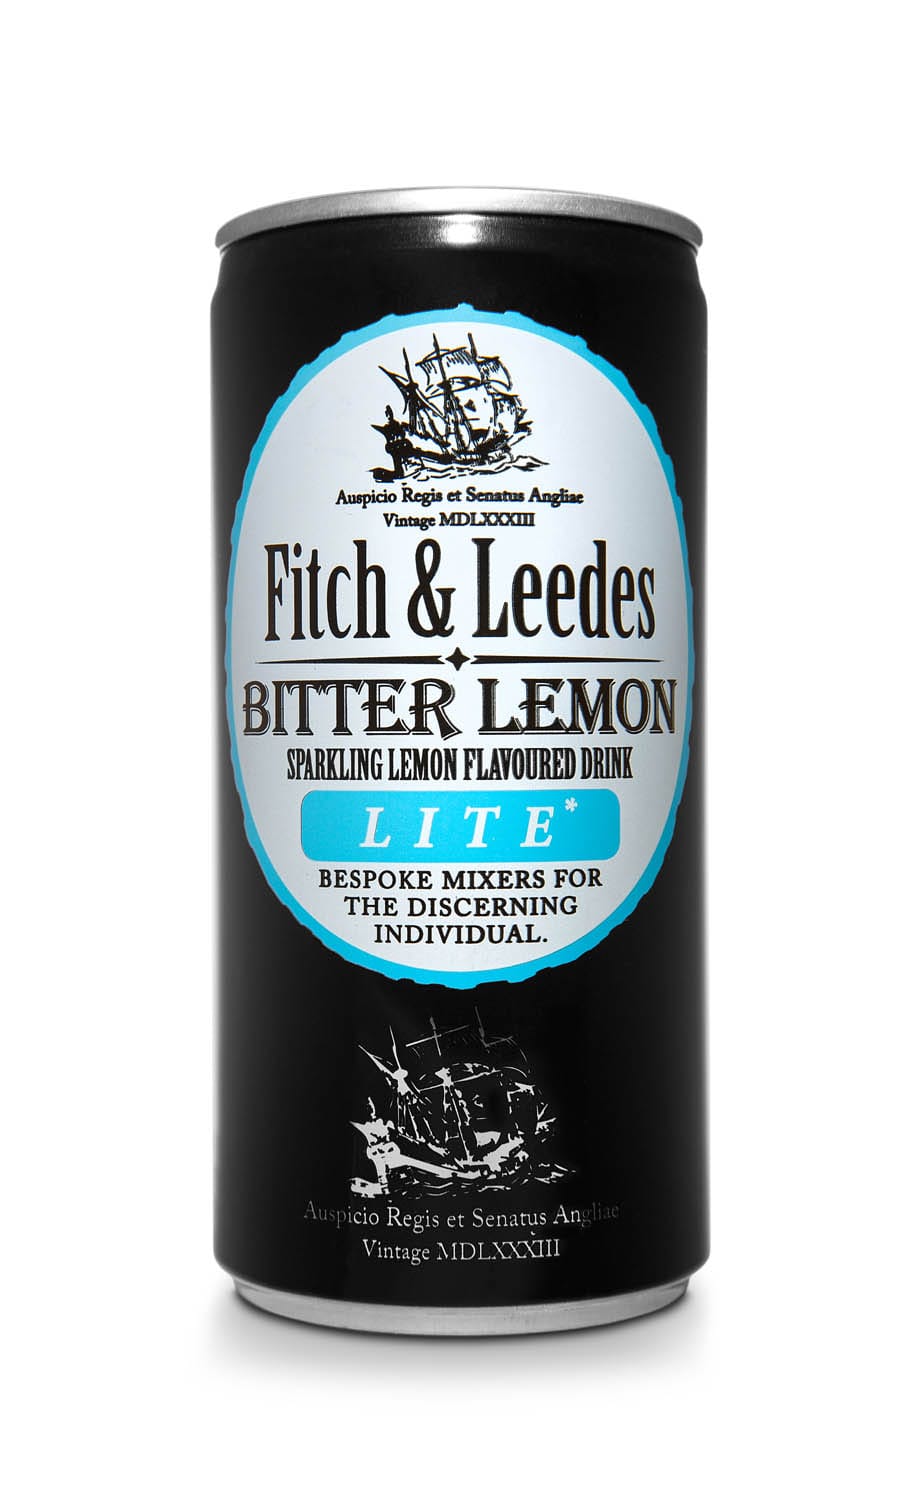 Auspicio Regis et Senatus Angliae
Vintage MDLXXXIII
Fitch & Leedes
BITTER LEMON
SPARKLING LEMON FLAVOURED DRINK
LITE*
BESPOKE MIXERS FOR
THE DISCERNING
INDIVIDUAL.
Auspicio Regis et Senatus Angliae
Vintage MDLXXXIII